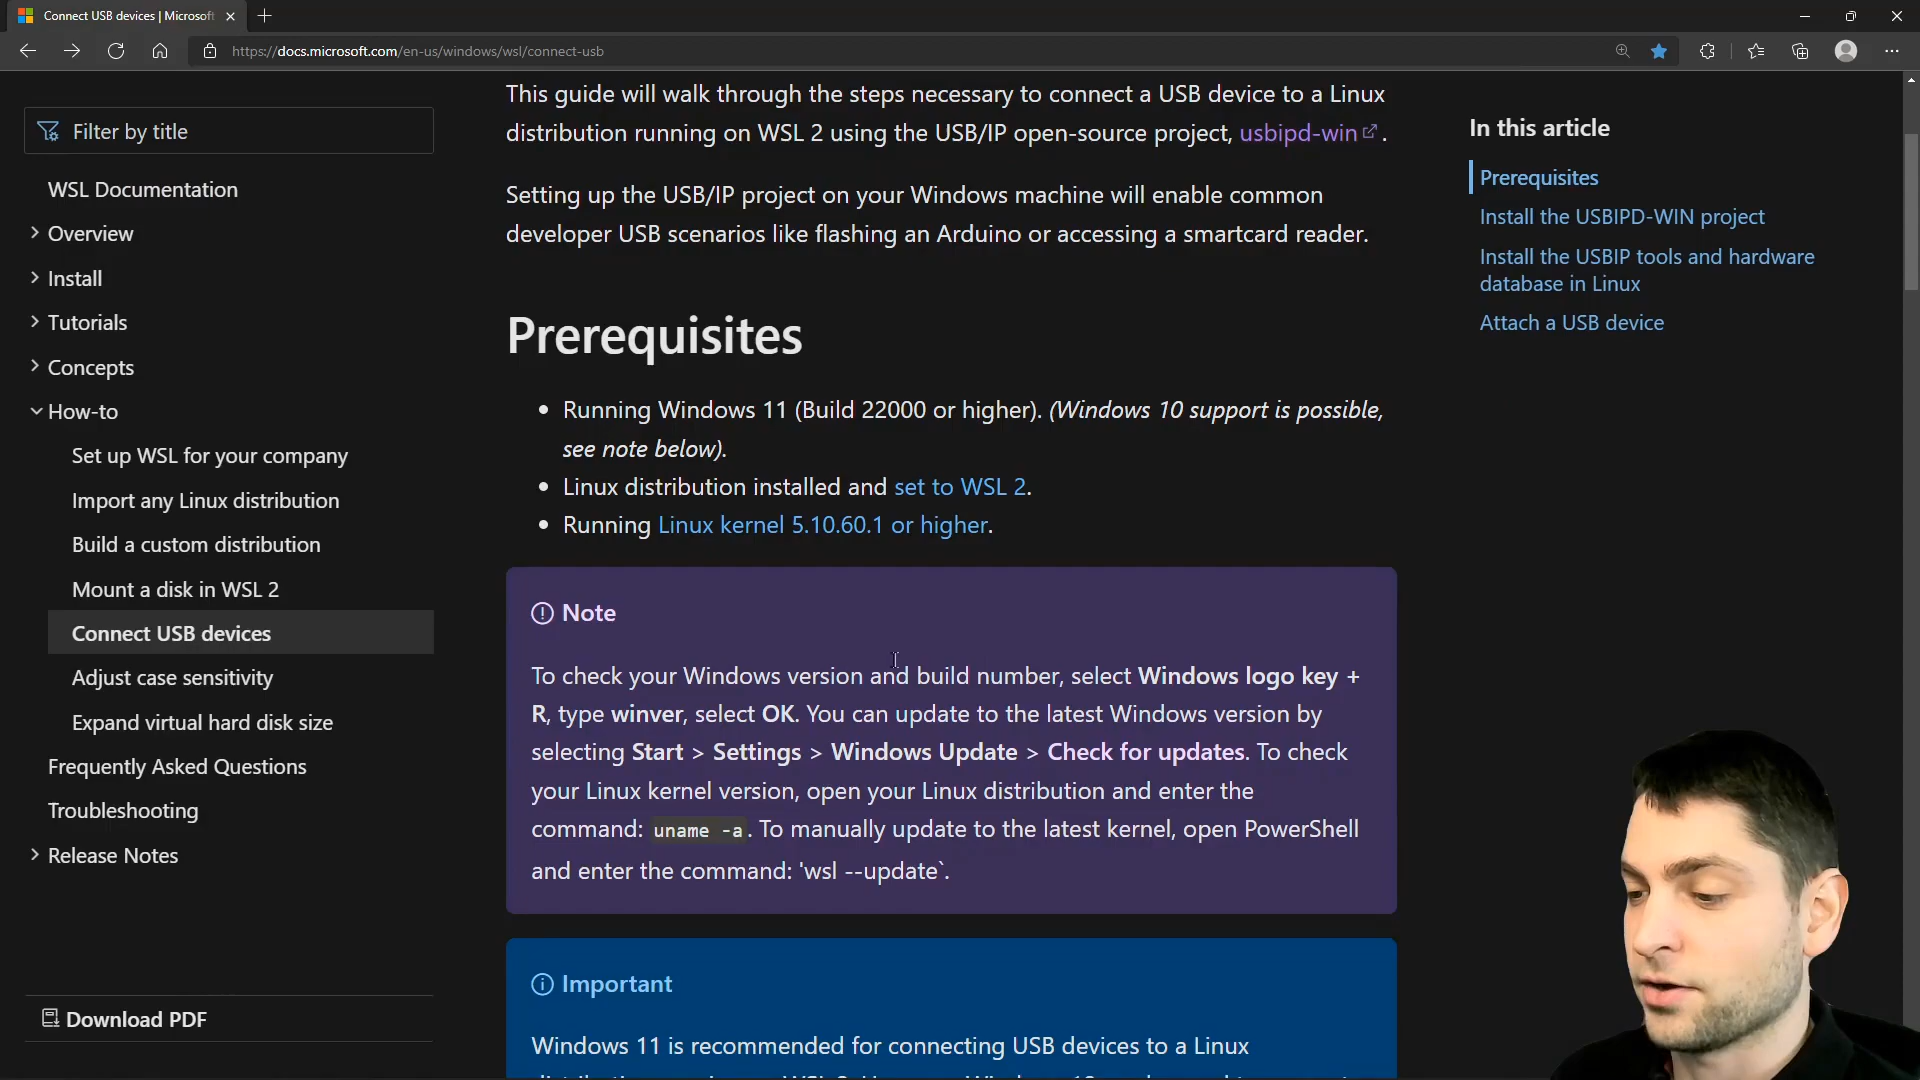 Connect USB devices | Microsoft
https://docs.microsoft.com/en-us/windows/wsl/connect-usb
Filter by title
WSL Documentation
Overview
Install
Tutorials
Concepts
How-to
Set up WSL for your company
Import any Linux distribution
Build a custom distribution
Mount a disk in WSL 2
Connect USB devices
Adjust case sensitivity
Expand virtual hard disk size
Frequently Asked Questions
Troubleshooting
Release Notes
Download PDF
This guide will walk through the steps necessary to connect a USB device to a Linux
distribution running on WSL 2 using the USB/IP open-source project, usbipd-win.
Setting up the USB/IP project on your Windows machine will enable common
developer USB scenarios like flashing an Arduino or accessing a smartcard reader.
Prerequisites
• Running Windows 11 (Build 22000 or higher). (Windows 10 support is possible,
see note below).
• Linux distribution installed and set to WSL 2.
• Running Linux kernel 5.10.60.1 or higher.
Note
To check your Windows version and build number, select Windows logo key +
R, type winver, select OK. You can update to the latest Windows version by
selecting Start > Settings > Windows Update > Check for updates. To check
your Linux kernel version, open your Linux distribution and enter the
command: uname -a. To manually update to the latest kernel, open PowerShell
and enter the command: 'wsl --update`.
Important
Windows 11 is recommended for connecting USB devices to a Linux
In this article
Prerequisites
Install the USBIPD-WIN project
Install the USBIP tools and hardware
database in Linux
Attach a USB device